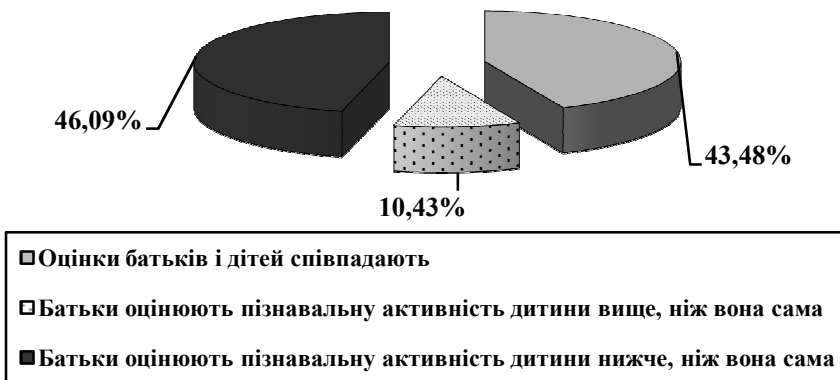 46,09%
43,48%
10,43%
Оцінки батьків і дітей співпадають
Батьки оцінюють пізнавальну активність дитини вище, ніж вона сама
Батьки оцінюють пізнавальну активність дитини нижче, ніж вона сама